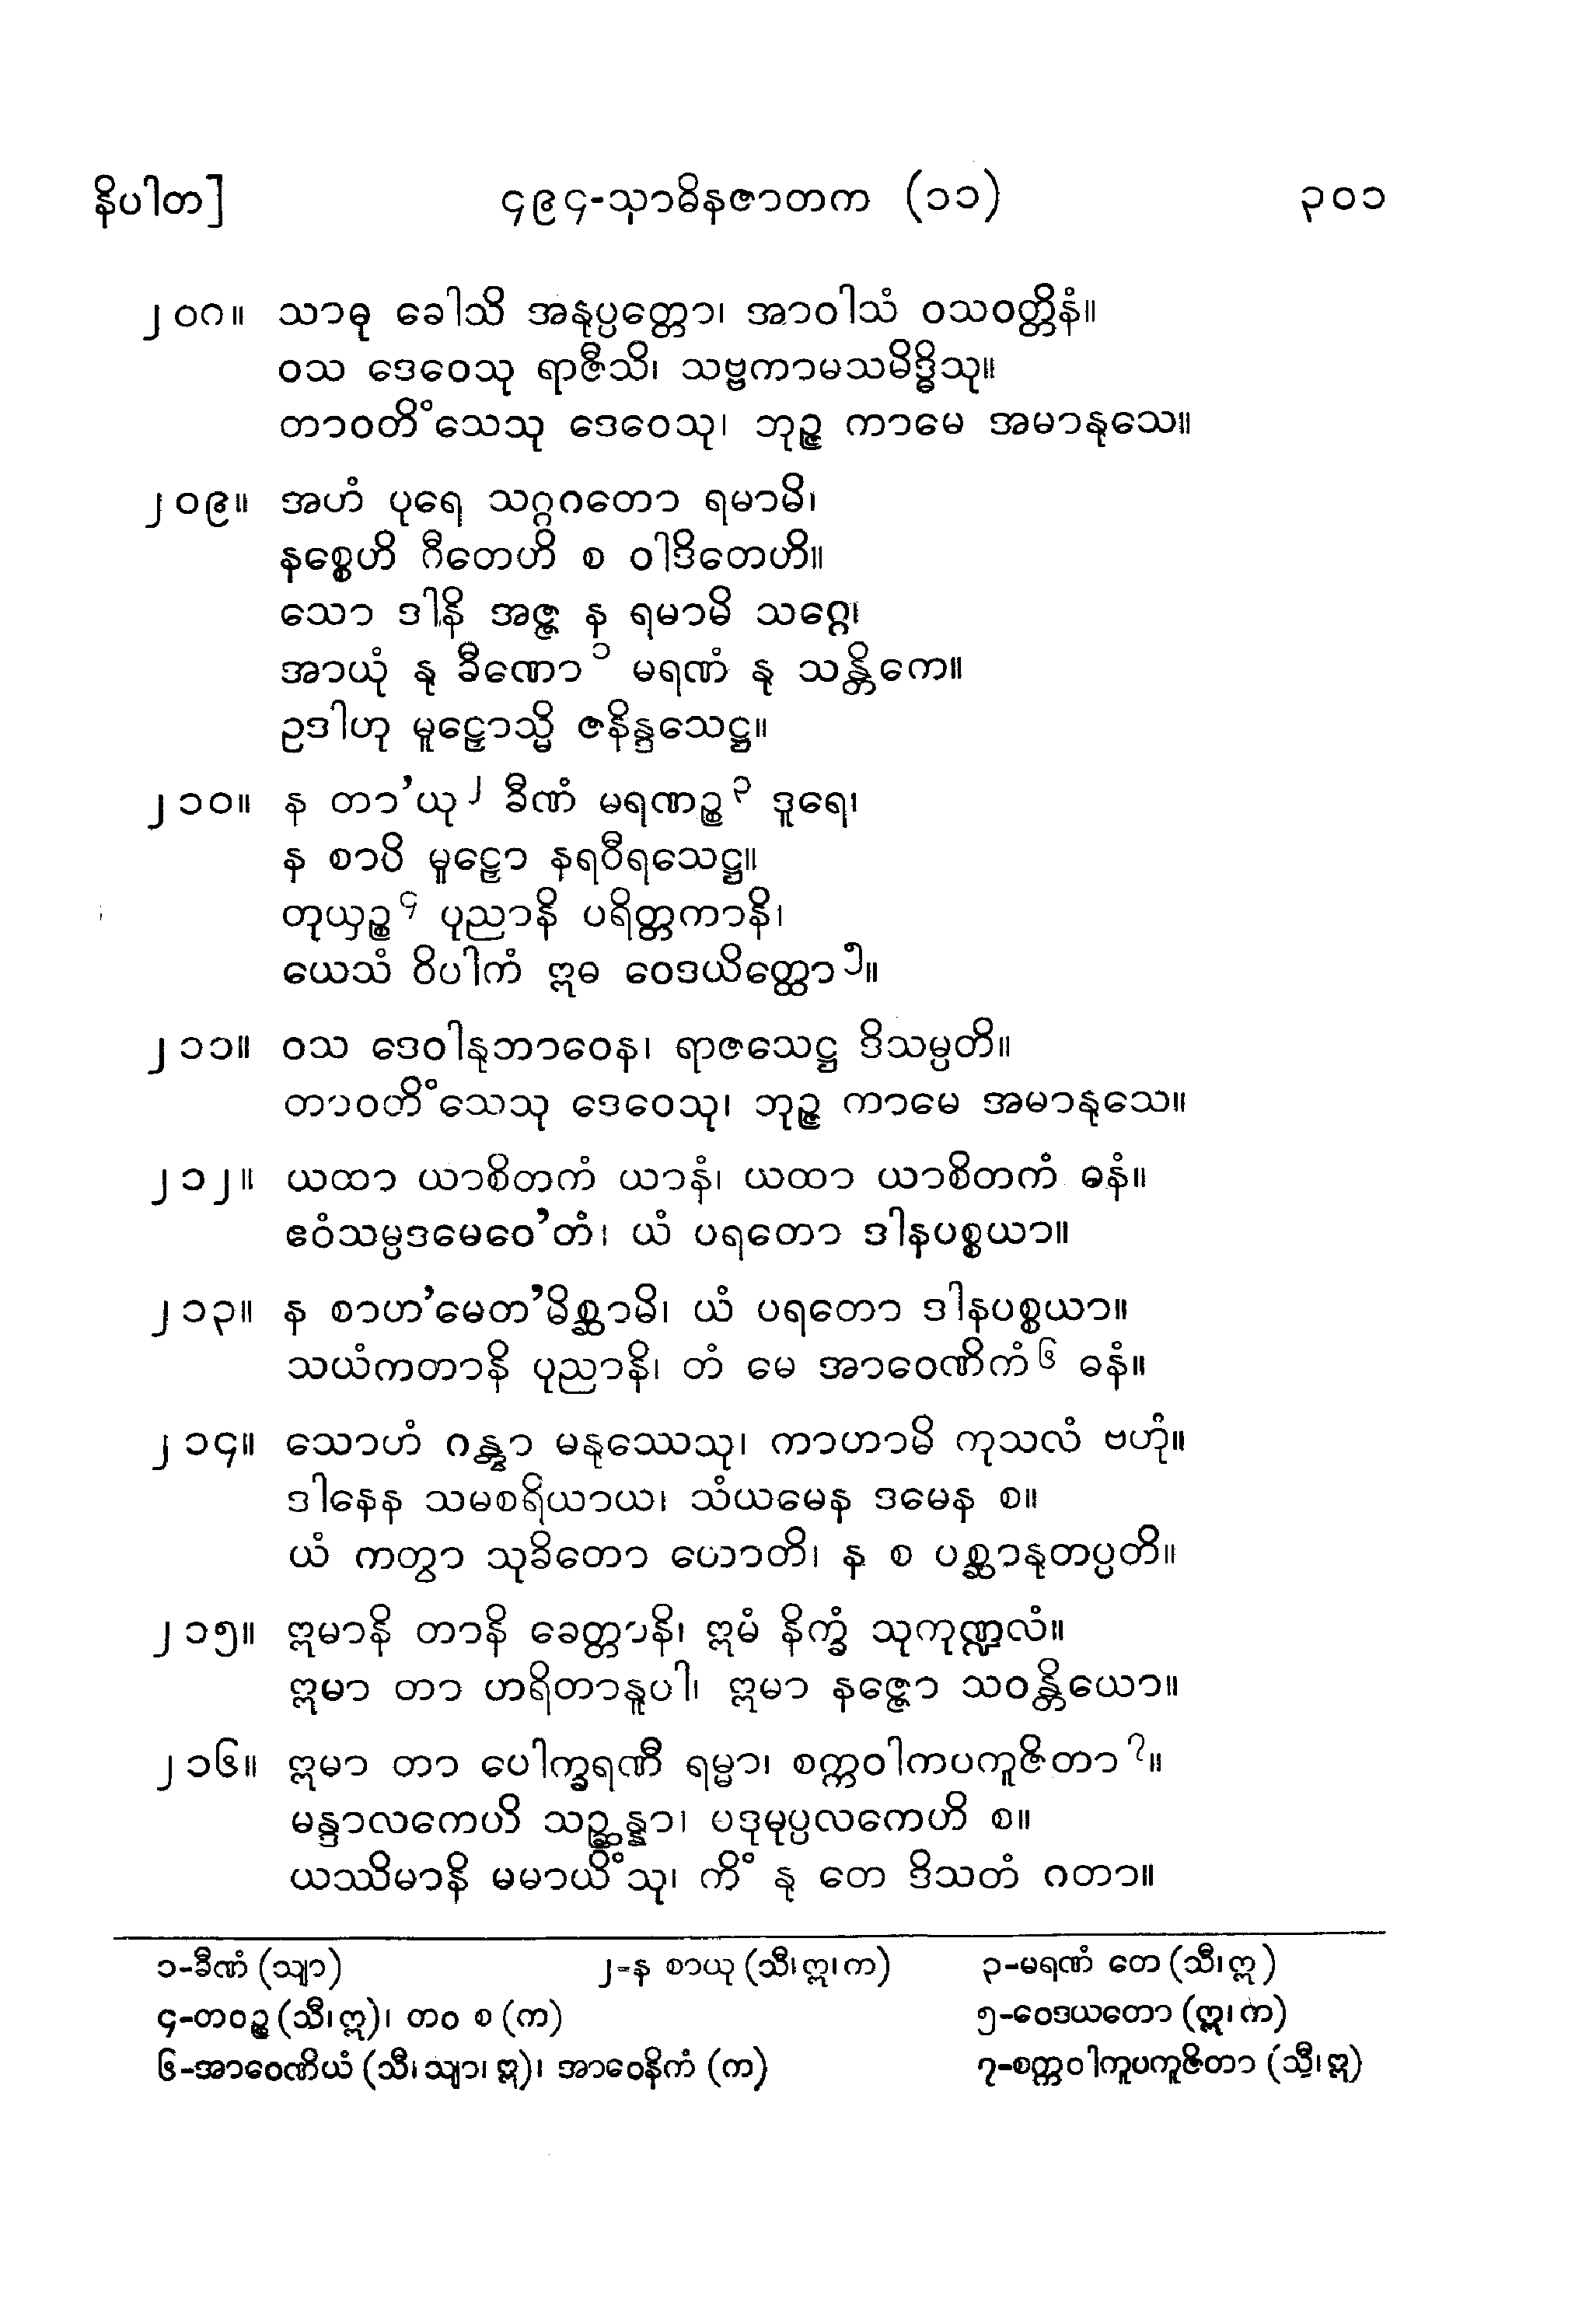 နိပါတ] ၄၉၄-သာဓိနဇာတက (၁၁) ၃၀၁
၂၀၈။ သာဓု ခေါသိ အနုပ္ပတ္တော၊ အာဝါသံ ဝသဝတ္တိနံ။
ဝသ ဒေဝေသု ရာဇီသိ၊ သဗ္ဗကာမသမိဒ္ဓိသု။
တာဝတိံသေသု ဒေဝေသု၊ ဘုဉ္ဇ ကာမေ အမာနုသေ။
၂၀၉။ အဟံ ပုရေ သဂ္ဂဂတော ရမာမိ၊
နစ္စေဟိ ဂီတေဟိ စ ဝါဒိတေဟိ။
သော ဒါနိ အဇ္ဇ န ရမာမိ သဂ္ဂေ၊
အာယုံ နု ခီဏော၁ မရဏံ နု သန္တိကေ။
ဥဒါဟု မူဠှောသ္မိ ဇနိန္ဒသေဋ္ဌ။
၂၁၀။ န တာ’ယု၂ ခီဏံ မရဏဉ္စ၃ ဒူရေ၊
န စာပိ မူဠှော နရဝီရသေဋ္ဌ။
တုယှဉ္စ၄ ပုညာနိ ပရိတ္တကာနိ၊
ယေသံ ဝိပါကံ ဣဓ ဝေဒယိတ္ထော၅။
၂၁၁။ ဝသ ဒေဝါနုဘာဝေန၊ ရာဇသေဋ္ဌ ဒိသမ္ပတိ။
တာဝတိံသေသု ဒေဝေသု၊ ဘုဉ္ဇ ကာမေ အမာနုသေ။
၂၁၂။ ယထာ ယာစိတကံ ယာနံ၊ ယထာ ယာစိတကံ ဓနံ။
ဧဝံသမ္ပဒမေဝေ’တံ၊ ယံ ပရတော ဒါနပစ္စယာ။
၂၁၃။ န စာဟ’မေတ’မိစ္ဆာမိ၊ ယံ ပရတော ဒါနပစ္စယာ။
သယံကတာနိ ပုညာနိ၊ တံ မေ အာဝေဏိကံ၆ ဓနံ။
၂၁၄။ သောဟံ ဂန္တွာ မနုဿေသု၊ ကာဟာမိ ကုသလံ ဗဟုံ။
ဒါနေန သမစရိယာယ၊ သံယမေန ဒမေန စ။
ယံ ကတွာ သုခိတော ဟောတိ၊ န စ ပစ္ဆာနုတပ္ပတိ။
၂၁၅။ ဣမာနိ တာနိ ခေတ္တာနိ၊ ဣမံ နိက္ခံ သုကုဏ္ဍလံ။
ဣမာ တာ ဟရိတာနူပါ၊ ဣမာ နဇ္ဇော သဝန္တိယော။
၂၁၆။ ဣမာ တာ ပေါက္ခရဏီ ရမ္မာ၊ စက္ကဝါကပကူဇိတာ၇။
မန္ဒာလကေဟိ သဉ္ဆန္နာ၊ ပဒုမုပ္ပလကေဟိ စ။
ယဿိမာနိ မမာယိံသု၊ ကိံ နု တေ ဒိသတံ ဂတာ။
၁-ခီဏံ (သျာ) ၂-န စာယု (သီ၊ဣ၊က) ၃-မရဏံ တေ (သီ၊ဣ)
၄-တဝဉ္စ (သီ၊ဣ)၊ တဝ စ (က) ၅-ဝေဒယတော (ဣ၊က)
၆-အာဝေဏိယံ (သီ၊သျာ၊ဣ)၊ အာဝေနိကံ (က) ၇-စက္ကဝါကူပကူဇိတာ (သီ၊ဣ)